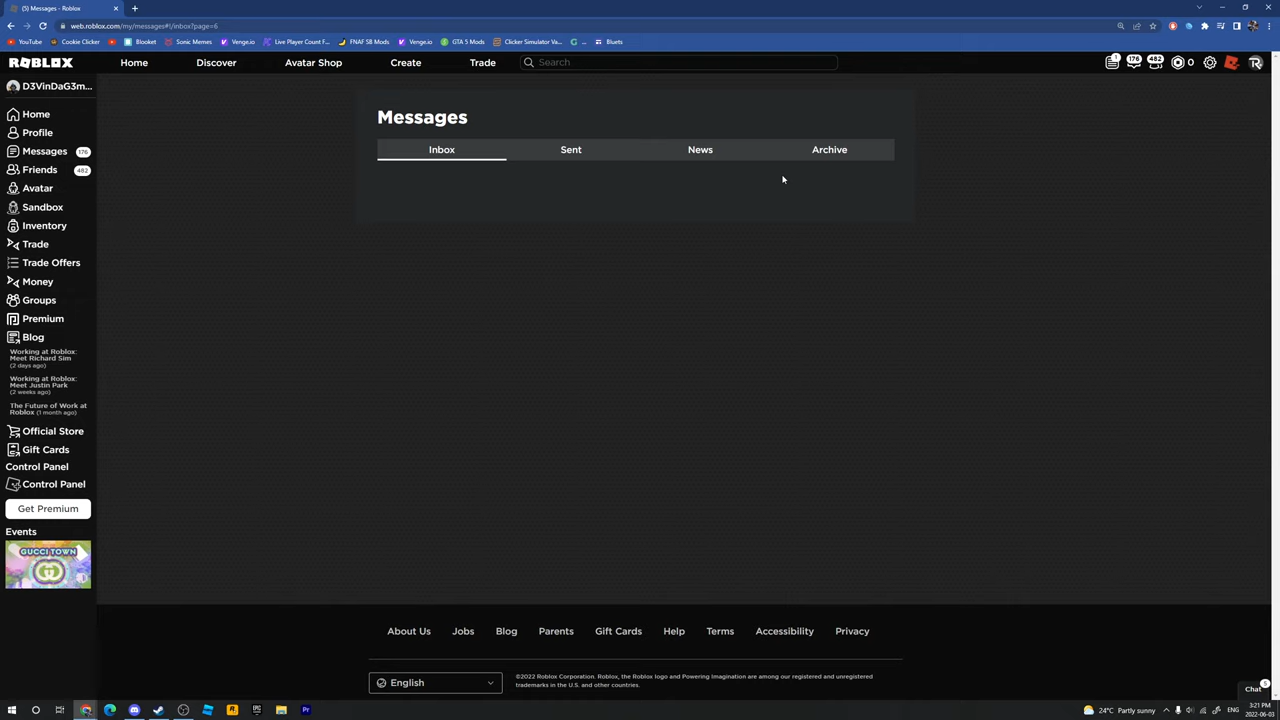 (5) Messages - Roblox
web.roblox.com/my/messages#!/inbox?page=6
YouTube
Cookie Clicker
Blooket
Sonic Memes
Venge.io
Live Player Count F...
FNAF SB Mods
Venge.io
GTA 5 Mods
Clicker Simulator Va...
G ...
Bluets
ROBLOX
Home
Discover
Avatar Shop
Create
Trade
Search
1
176
482
0
D3VinDaG3m...
Home
Profile
Messages 176
Friends 482
Avatar
Sandbox
Inventory
Trade
Trade Offers
Money
Groups
Premium
Blog
Working at Roblox:
Meet Richard Sim
(2 days ago)
Working at Roblox:
Meet Justin Park
(2 weeks ago)
The Future of Work at
Roblox (1 month ago)
Official Store
Gift Cards
Control Panel
Control Panel
Get Premium
Events
GUCCI TOWN
Messages
Inbox
Sent
News
Archive
About Us
Jobs
Blog
Parents
Gift Cards
Help
Terms
Accessibility
Privacy
English
©2022 Roblox Corporation. Roblox, the Roblox logo and Powering Imagination are among our registered and unregistered
trademarks in the U.S. and other countries.
Chat 5
24°C Partly sunny
ENG
3:21 PM
2022-06-03